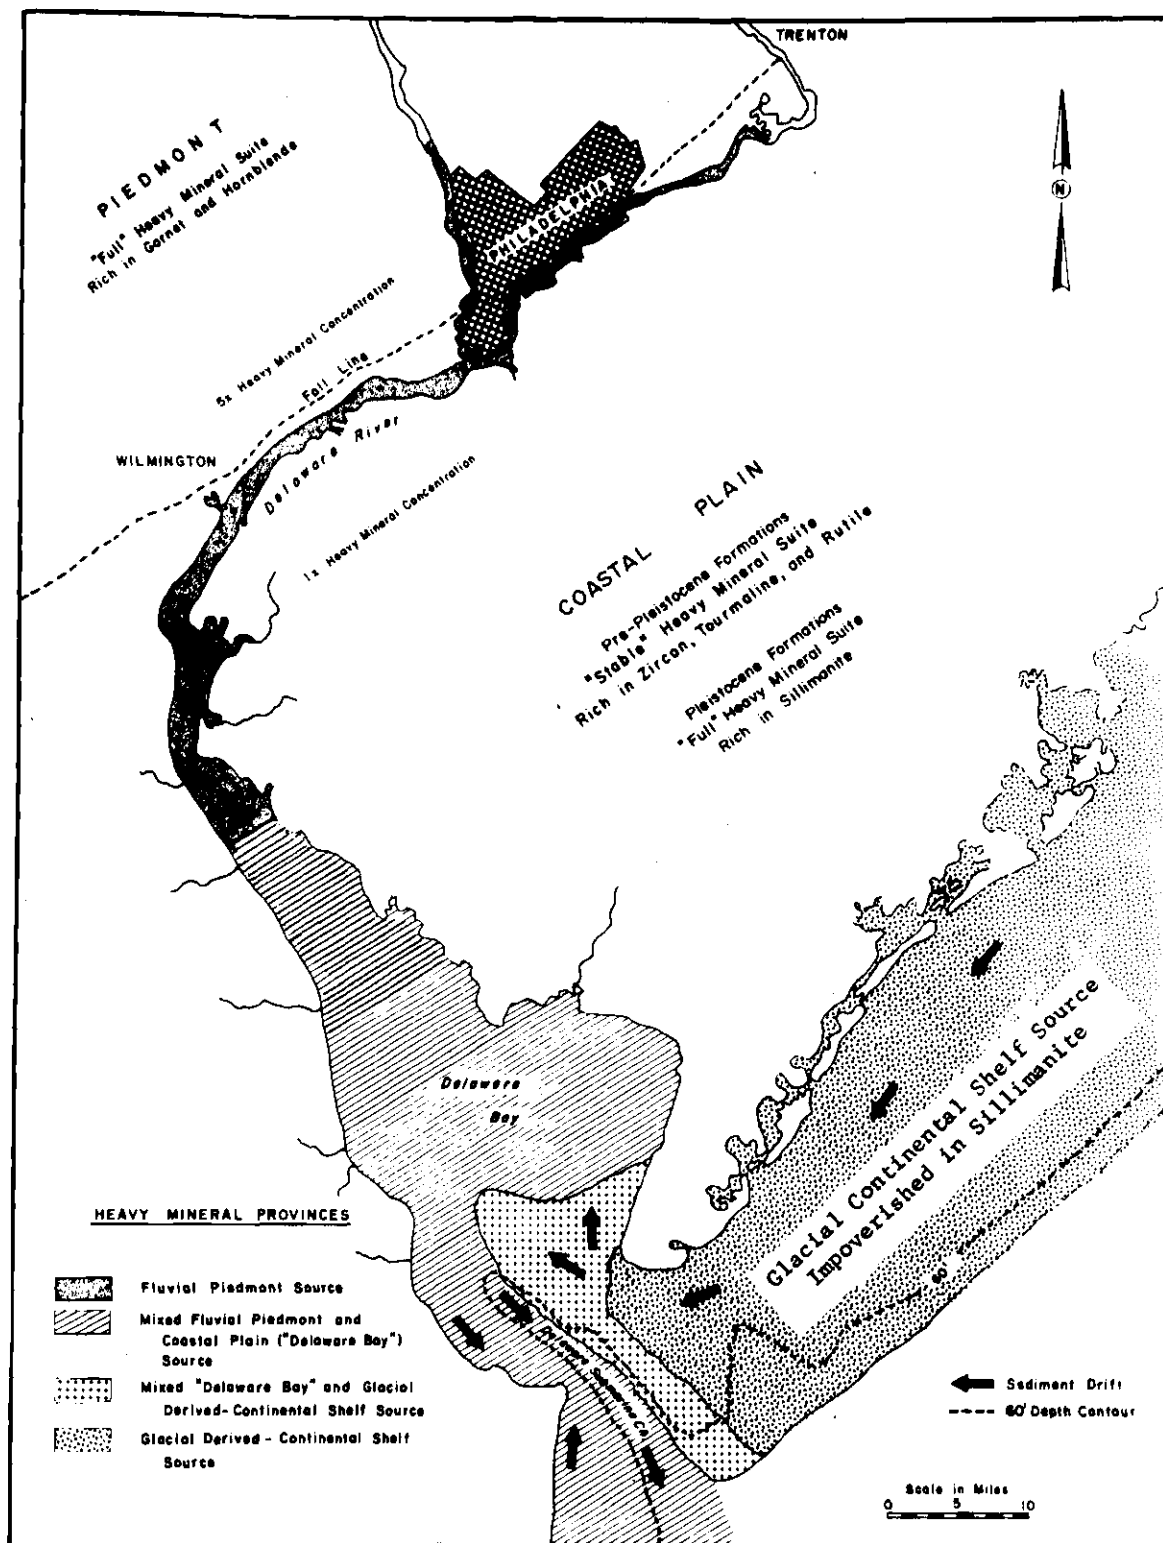 TRENTON
PIEDMONT
"Full" Heavy Mineral Suite
Rich in Garnet and Hornblende
N
PHILADELPHIA
5x Heavy Mineral Concentration
Fall Line
WILMINGTON
Delaware River
1x Heavy Mineral Concentration
COASTAL PLAIN
Pre-Pleistocene Formations
"Stable" Heavy Mineral Suite
Rich in Zircon, Tourmaline, and Rutile
Pleistocene Formations
"Full" Heavy Mineral Suite
Rich in Sillimanite
Delaware
Bay
Glacial Continental Shelf Source
Impoverished in Sillimanite
60'
Delaware Submarine Ch.
HEAVY MINERAL PROVINCES
Fluvial Piedmont Source
Mixed Fluvial Piedmont and
Coastal Plain ("Delaware Bay")
Source
Mixed "Delaware Bay" and Glacial
Derived-Continental Shelf Source
Glacial Derived - Continental Shelf
Source
Sediment Drift
60' Depth Contour
Scale in Miles
0 5 10